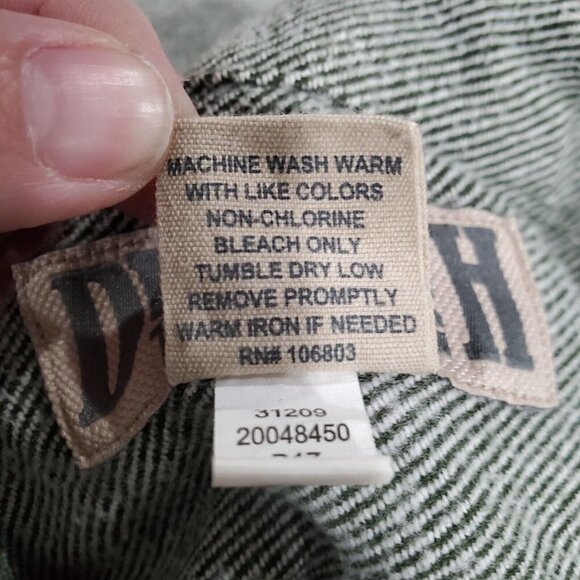 MACHINE WASH WARM
WITH LIKE COLORS
NON-CHLORINE
BLEACH ONLY
TUMBLE DRY LOW
REMOVE PROMPTLY
WARM IRON IF NEEDED
RN# 106803
31209
20048450